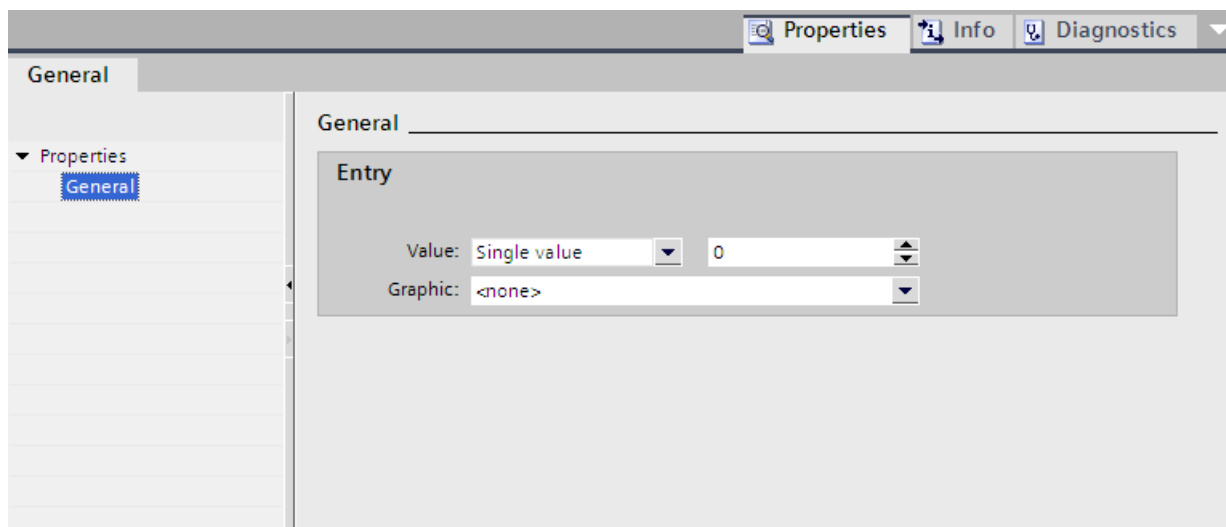 Properties Info Diagnostics
General
General
Properties
General
Entry
Value: Single value 0
Graphic: <none>